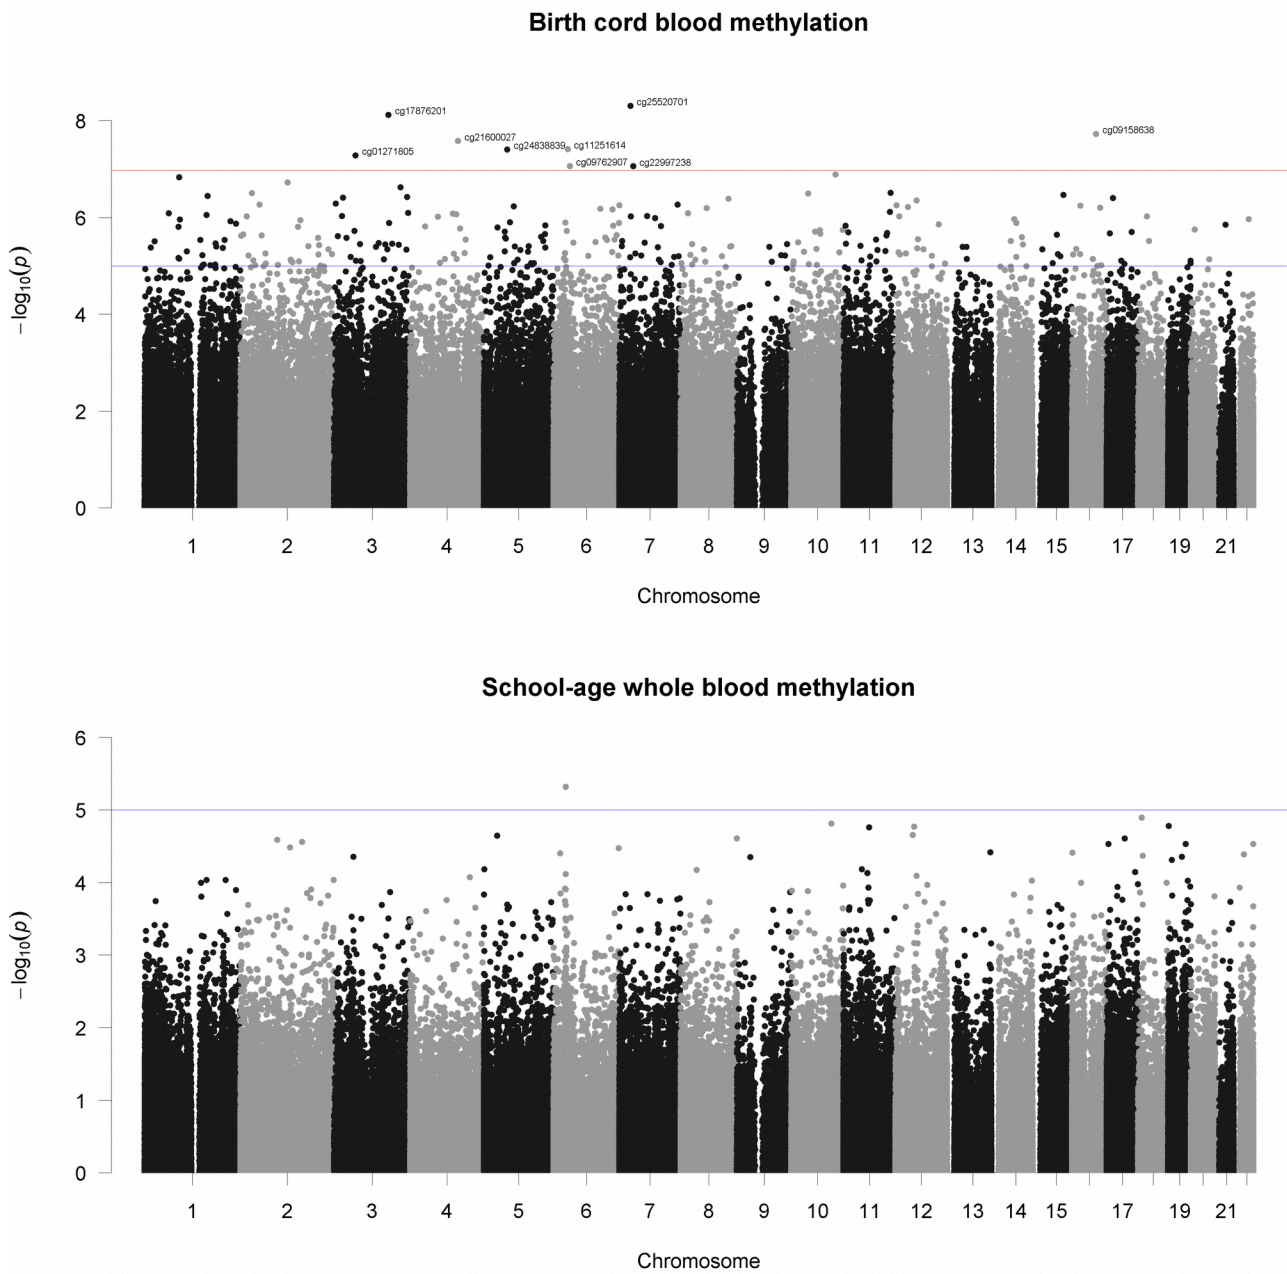 Birth cord blood methylation
cg25520701
cg17876201
8
cg09158638
cg21600027
cg24838839 cg11251614
cg01271805
cg09762907 cg22997238
6
−log10(p)
4
2
0
1 2 3 4 5 6 7 8 9 10 11 12 13 14 15 17 19 21
Chromosome
School-age whole blood methylation
6
5
4
3
−log10(p)
2
1
0
1 2 3 4 5 6 7 8 9 10 11 12 13 14 15 17 19 21
Chromosome